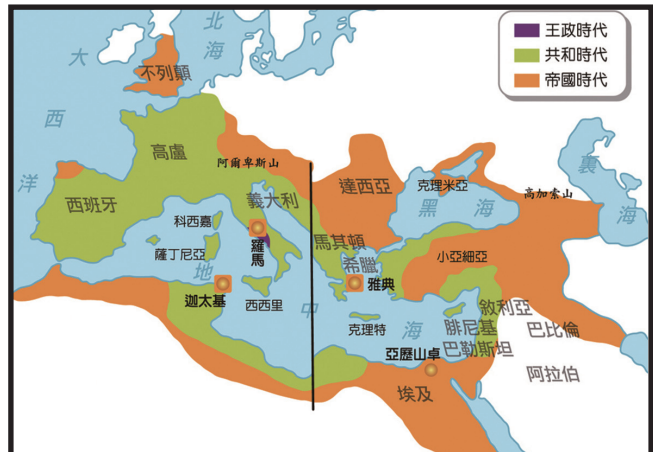 王政時代
共和時代
帝國時代
大西洋
北海
不列顛
高盧
阿爾卑斯山
西班牙
義大利
科西嘉
羅馬
薩丁尼亞
地中海
迦太基
西西里
達西亞
克理米亞
黑海
高加索山
裏海
馬其頓
希臘
雅典
小亞細亞
克理特
敘利亞
腓尼基
巴比倫
巴勒斯坦
亞歷山卓
阿拉伯
埃及